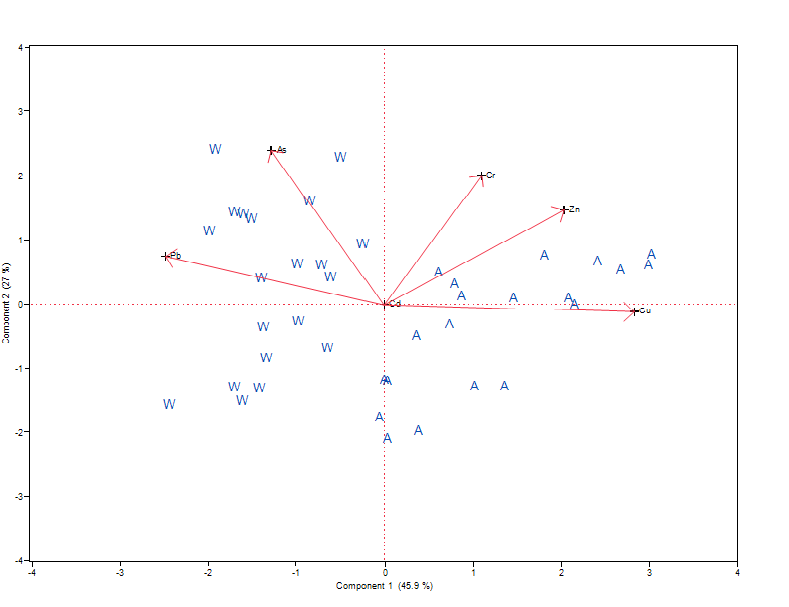 4
3
W
As
W
2
Cr
W
W W W
Zn
W
1
W
Pb
A
A
W W
A
A
A
W W
A
A
A
A A A
0
Cd
A
Cu
W W
A
A
W
W
-1
A A
W W
A A
W
W
A
A
-2
A
-3
-4
-4 -3 -2 -1 0 1 2 3 4
Component 1 (45.9 %)
Component 2 (27 %)